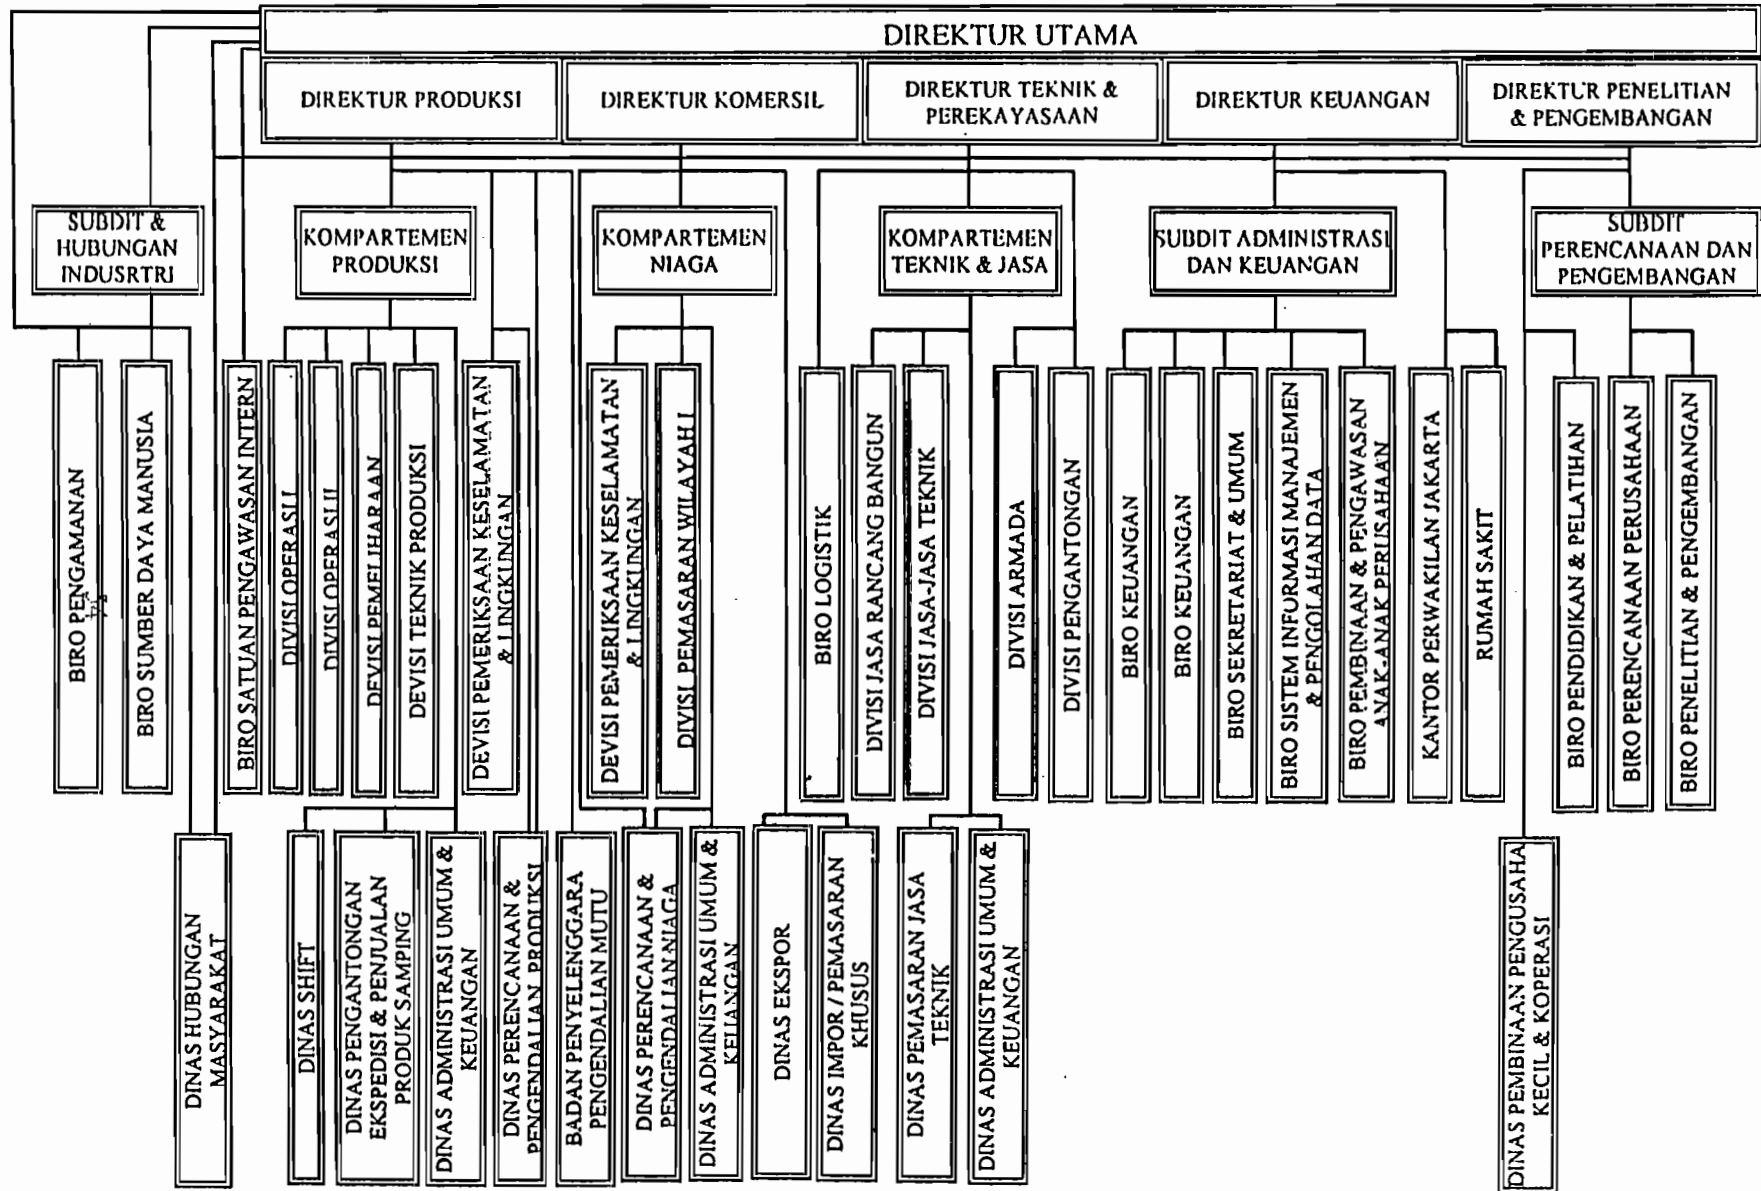 DIREKTUR UTAMA
DIREKTUR PRODUKSI
DIREKTUR KOMERSIL
DIREKTUR TEKNIK &
PEREKAYASAAN
DIREKTUR KEUANGAN
DIREKTUR PENELITIAN
& PENGEMBANGAN
SUBDIT &
HUBUNGAN
INDUSRTRI
KOMPARTEMEN
PRODUKSI
KOMPARTEMEN
NIAGA
KOMPARTEMEN
TEKNIK & JASA
SUBDIT ADMINISTRASI
DAN KEUANGAN
SUBDIT
PERENCANAAN DAN
PENGEMBANGAN
BIRO PENGAMANAN
BIRO SUMBER DAYA MANUSIA
BIRO SATUAN PENGAWASAN INTERN
DIVISI OPERASI I
DIVISI OPERASI II
DEVISI PEMELIHARAAN
DEVISI TEKNIK PRODUKSI
DEVISI PEMERIKSAAN KESELAMATAN
& LINGKUNGAN
DEVISI PEMERIKSAAN KESELAMATAN
& LINGKUNGAN
DIVISI PEMASARAN WILAYAH I
BIRO LOGISTIK
DIVISI JASA RANCANG BANGUN
DIVISI JASA-JASA TEKNIK
DIVISI ARMADA
DIVISI PENGANTONGAN
BIRO KEUANGAN
BIRO KEUANGAN
BIRO SEKRETARIAT & UMUM
BIRO SISTEM INFURMASI MANAJEMEN
& PENGOLAHAN DATA
BIRO PEMBINAAN & PENGAWASAN
ANAK-ANAK PERUSAHAAN
KANTOR PERWAKILAN JAKARTA
RUMAH SAKIT
BIRO PENDIDIKAN & PELATIHAN
BIRO PERENCANAAN PERUSAHAAN
BIRO PENELITIAN & PENGEMBANGAN
DINAS HUBUNGAN
MASYARAKAT
DINAS SHIFT
DINAS PENGANTONGAN
EKSPEDISI & PENJUALAN
PRODUK SAMPING
DINAS ADMINISTRASI UMUM &
KEUANGAN
DINAS PERENCANAAN &
PENGENDALIAN PRODUKSI
BADAN PENYELENGGARA
PENGENDALIAN MUTU
DINAS PERENCANAAN &
PENGENDALIAN NIAGA
DINAS ADMINISTRASI UMUM &
KEUANGAN
DINAS EKSPOR
DINAS IMPOR / PEMASARAN
KHUSUS
DINAS PEMASARAN JASA
TEKNIK
DINAS ADMINISTRASI UMUM &
KEUANGAN
DINAS PEMBINAAN PENGUSAHA
KECIL & KOPERASI